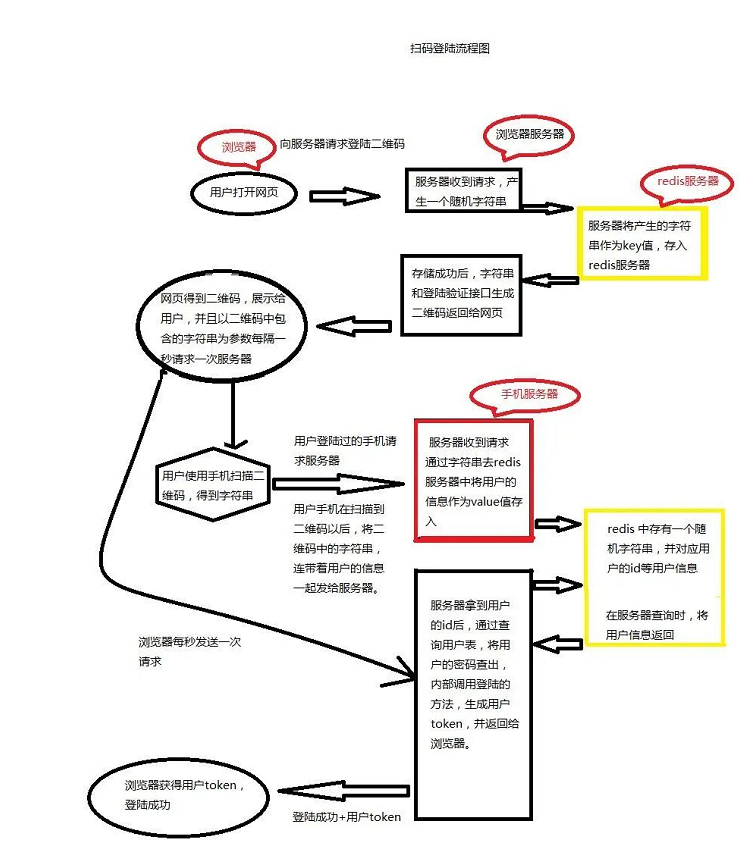 扫码登陆流程图
浏览器
向服务器请求登陆二维码
浏览器服务器
用户打开网页
服务器收到请求，产
生一个随机字符串
redis服务器
服务器将产生的字符
串作为key值，存入
redis服务器
存储成功后，字符串
和登陆验证接口生成
二维码返回给网页
网页得到二维码，展示给
用户，并且以二维码中包
含的字符串为参数每隔一
秒请求一次服务器
手机服务器
用户登陆过的手机请
求服务器
服务器收到请求
通过字符串去redis
服务器中将用户的
信息作为value值存
入
用户使用手机扫描二
维码，得到字符串
用户手机在扫描到
二维码以后，将二
维码中的字符串，
连带着用户的信息
一起发给服务器。
redis 中存有一个随
机字符串，并对应用
户的id等用户信息
在服务器查询时，将
用户信息返回
服务器拿到用户
的id后，通过查
询用户表，将用
户的密码查出，
内部调用登陆的
方法，生成用户
token，并返回给
浏览器。
浏览器每秒发送一次
请求
浏览器获得用户token，
登陆成功
登陆成功+用户token